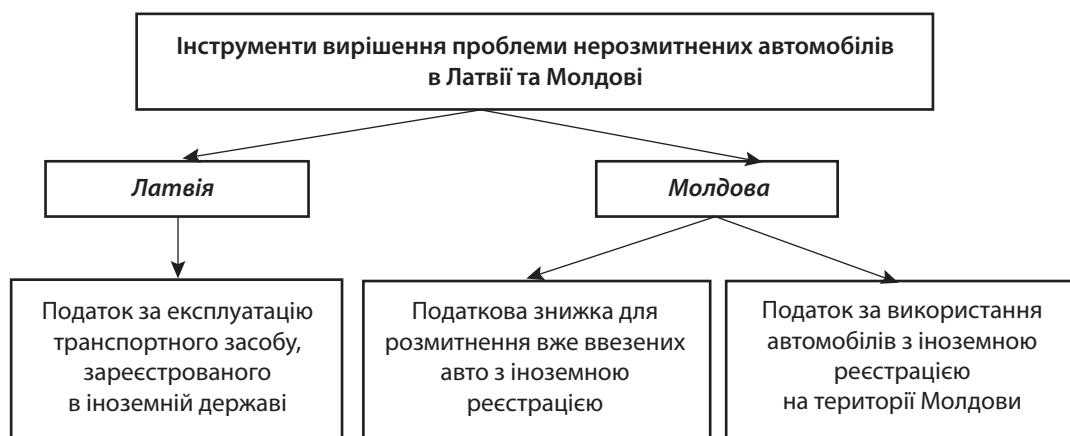 Інструменти вирішення проблеми нерозмитнених автомобілів
в Латвії та Молдові
Латвія
Молдова
Податок за експлуатацію
транспортного засобу,
зареєстрованого
в іноземній державі
Податкова знижка для
розмитнення вже ввезених
авто з іноземною
реєстрацією
Податок за використання
автомобілів з іноземною
реєстрацією
на території Молдови